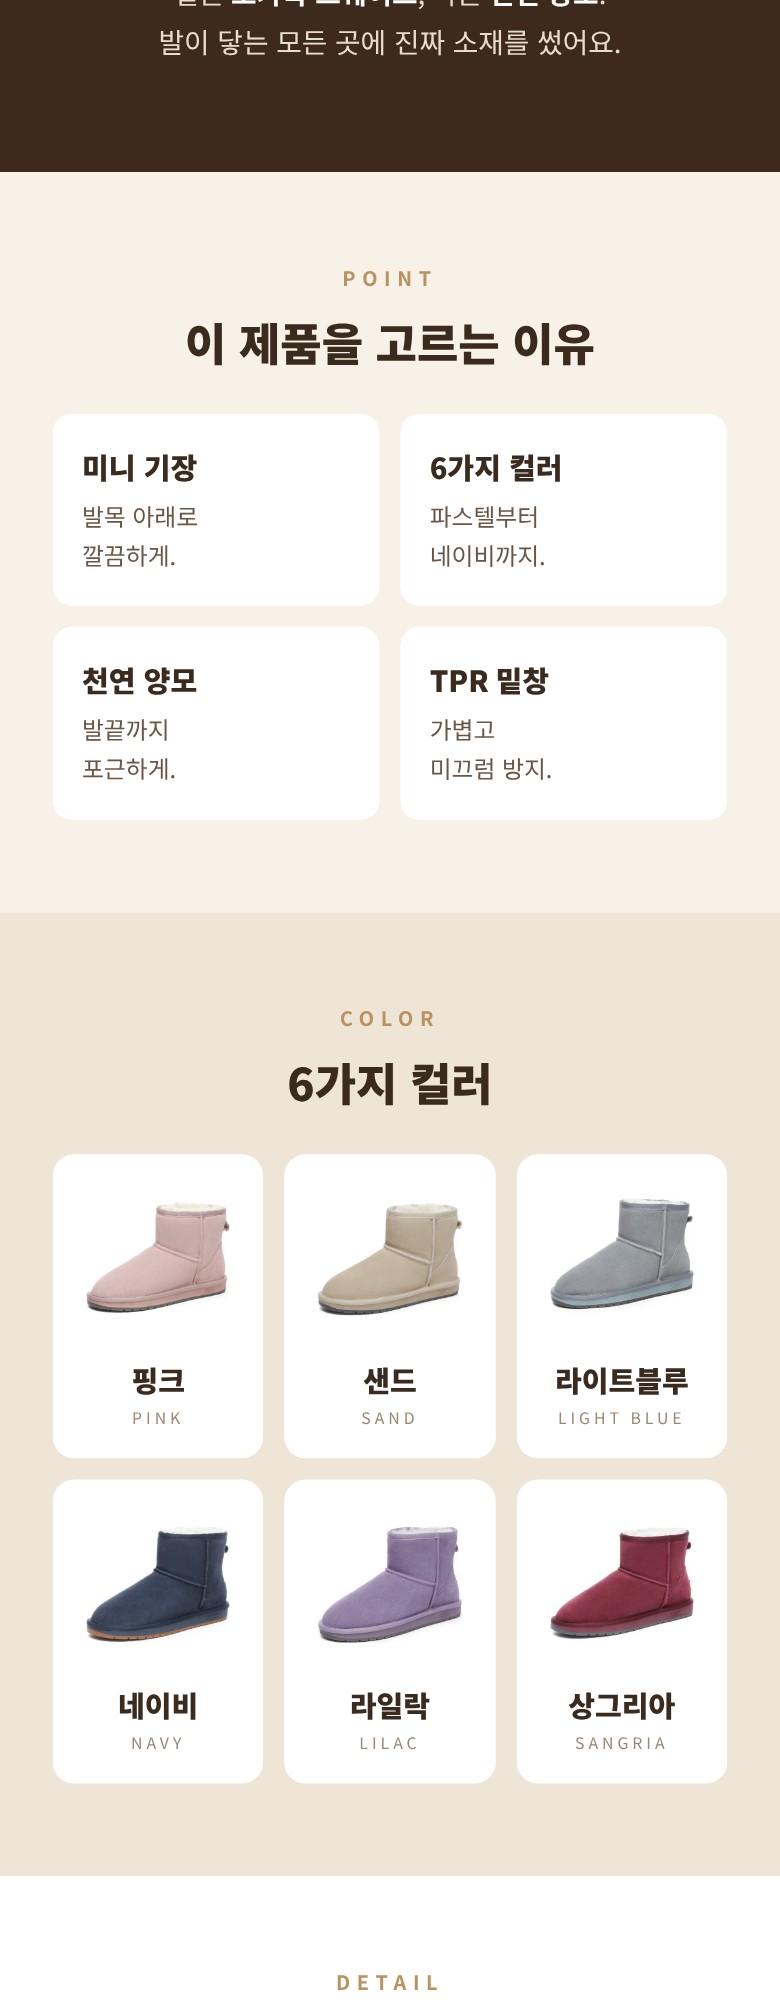 발이 닿는 모든 곳에 진짜 소재를 썼어요.
POINT
이 제품을 고르는 이유
미니 기장
발목 아래로
깔끔하게.
6가지 컬러
파스텔부터
네이비까지.
천연 양모
발끝까지
포근하게.
TPR 밑창
가볍고
미끄럼 방지.
COLOR
6가지 컬러
핑크
PINK
샌드
SAND
라이트블루
LIGHT BLUE
네이비
NAVY
라일락
LILAC
상그리아
SANGRIA
DETAIL